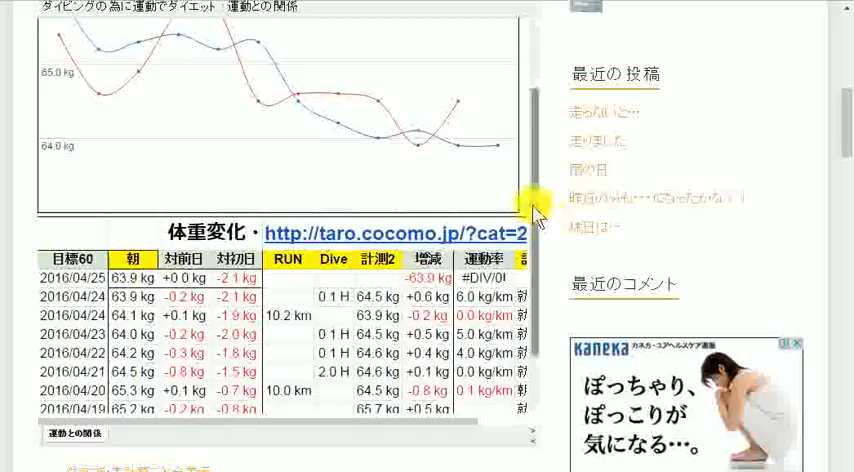 ダイビングの為に運動でダイエット：運動との関係
65.0 kg
64.0 kg
体重変化・http://taro.cocomo.jp/?cat=2
目標60 朝 対前日 対初日 RUN Dive 計測2 増減 運動率
2016/04/25 63.9 kg +0.0 kg -2.1 kg -63.9 kg #DIV/0!
2016/04/24 63.9 kg -0.2 kg -2.1 kg 0.1 H 64.5 kg +0.6 kg 6.0 kg/km
2016/04/24 64.1 kg +0.1 kg -1.9 kg 10.2 km 63.9 kg -0.2 kg 0.0 kg/km
2016/04/23 64.0 kg -0.2 kg -2.0 kg 0.1 H 64.5 kg +0.5 kg 5.0 kg/km
2016/04/22 64.2 kg -0.3 kg -1.8 kg 0.1 H 64.6 kg +0.4 kg 4.0 kg/km
2016/04/21 64.5 kg -0.8 kg -1.5 kg 2.0 H 64.6 kg +0.1 kg 0.0 kg/km
2016/04/20 65.3 kg +0.1 kg -0.7 kg 10.0 km 64.5 kg -0.8 kg 0.1 kg/km
2016/04/19 65.2 kg -0.2 kg -0.8 kg 65.7 kg +0.5 kg
運動との関係
最近の投稿
走らないと…
走りました
雨の日
最近のコメント
KANEKA カネカ・ユアヘルスケア通販
ぽっちゃり、
ぽっこりが
気になる…。